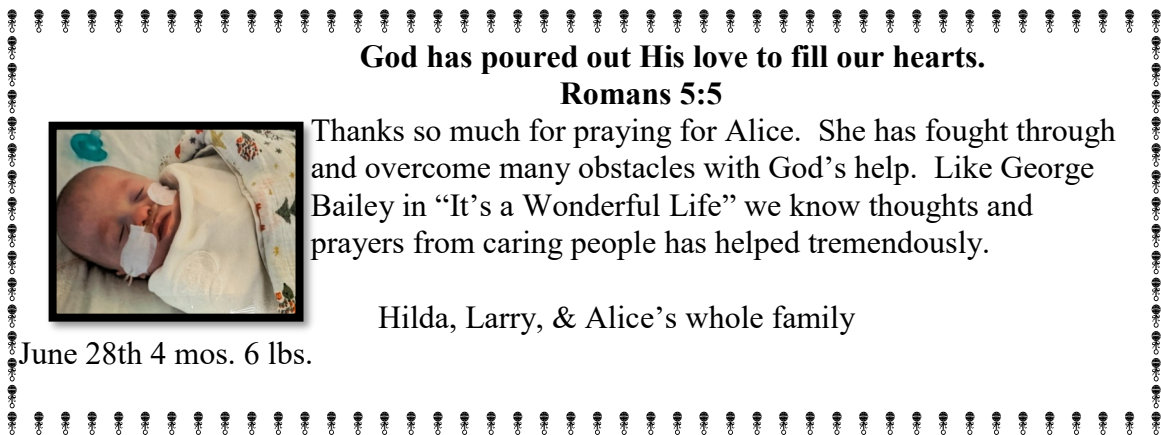 God has poured out His love to fill our hearts.
Romans 5:5
Thanks so much for praying for Alice.  She has fought through
and overcome many obstacles with God’s help.  Like George
Bailey in “It’s a Wonderful Life” we know thoughts and
prayers from caring people has helped tremendously.
Hilda, Larry, & Alice’s whole family
June 28th 4 mos. 6 lbs.